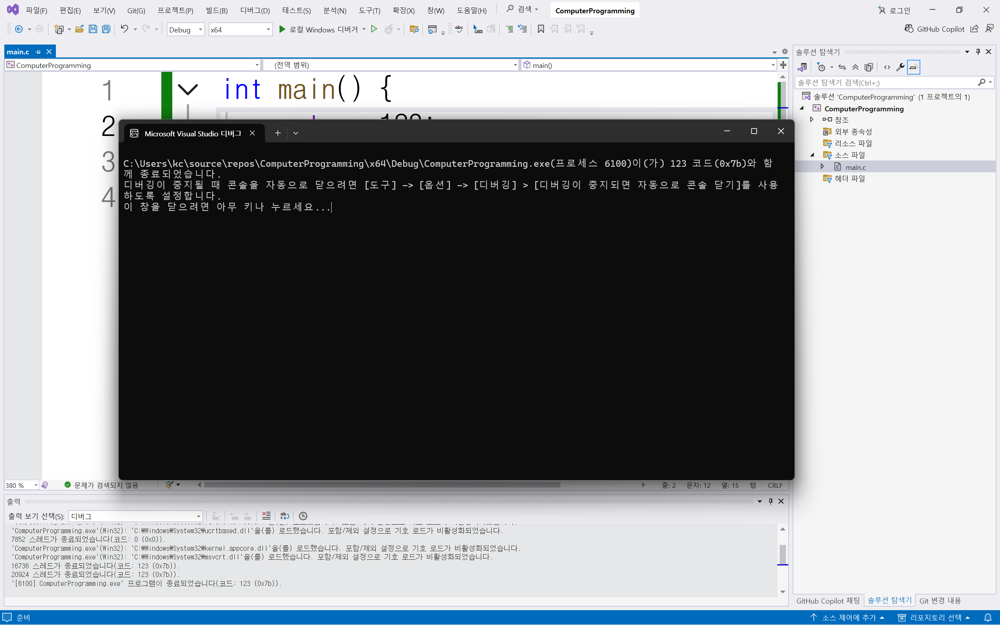 파일(F) 편집(E) 보기(V) Git(G) 프로젝트(P) 빌드(B) 디버그(D) 테스트(S) 분석(N) 도구(T) 확장(X) 창(W) 도움말(H) 검색 ComputerProgramming 로그인
Debug x64 로컬 Windows 디버거 GitHub Copilot
main.c
ComputerProgramming (전역 범위) main()
1 int main() {
2
3
4
Microsoft Visual Studio 디버그
C:\Users\kc\source\repos\ComputerProgramming\x64\Debug\ComputerProgramming.exe(프로세스 6100)이(가) 123 코드(0x7b)와 함
께 종료되었습니다.
디버깅이 중지될 때 콘솔을 자동으로 닫으려면 [도구] -> [옵션] -> [디버깅] > [디버깅이 중지되면 자동으로 콘솔 닫기]를 사용
하도록 설정합니다.
이 창을 닫으려면 아무 키나 누르세요...
380 % 문제가 검색되지 않음 줄: 2 문자: 12 열: 15 탭 CRLF
출력
출력 보기 선택(S): 디버그
'ComputerProgramming.exe'(Win32): 'C:₩Windows₩System32₩ucrtbased.dll'을(를) 로드했습니다. 포함/제외 설정으로 기호 로드가 비활성화되었습니다.
7852 스레드가 종료되었습니다(코드: 0 (0x0)).
'ComputerProgramming.exe'(Win32): 'C:₩Windows₩System32₩kernel.appcore.dll'을(를) 로드했습니다. 포함/제외 설정으로 기호 로드가 비활성화되었습니다.
'ComputerProgramming.exe'(Win32): 'C:₩Windows₩System32₩msvcrt.dll'을(를) 로드했습니다. 포함/제외 설정으로 기호 로드가 비활성화되었습니다.
16736 스레드가 종료되었습니다(코드: 123 (0x7b)).
20924 스레드가 종료되었습니다(코드: 123 (0x7b)).
'[6100] ComputerProgramming.exe' 프로그램이 종료되었습니다(코드: 123 (0x7b)).
솔루션 탐색기
솔루션 탐색기 검색(Ctrl+;)
솔루션 'ComputerProgramming' (1 프로젝트의 1)
ComputerProgramming
참조
외부 종속성
리소스 파일
소스 파일
main.c
헤더 파일
GitHub Copilot 채팅 솔루션 탐색기 Git 변경 내용
준비 소스 제어에 추가 리포지토리 선택